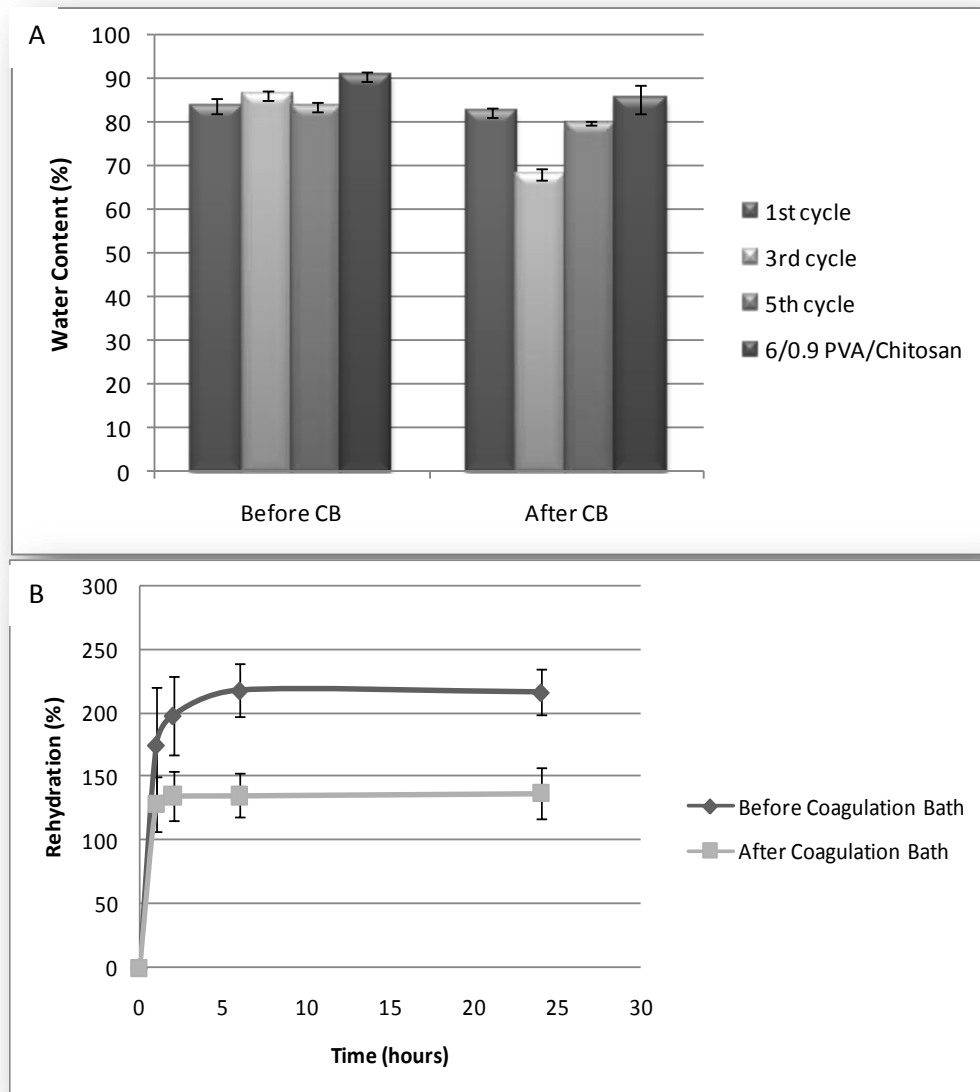 A
100
90
80
70
60
50
40
30
20
10
0
Water Content (%)
Before CB
After CB
1st cycle
3rd cycle
5th cycle
6/0.9 PVA/Chitosan
B
300
250
200
150
100
50
0
Rehydration (%)
0 5 10 15 20 25 30
Time (hours)
Before Coagulation Bath
After Coagulation Bath